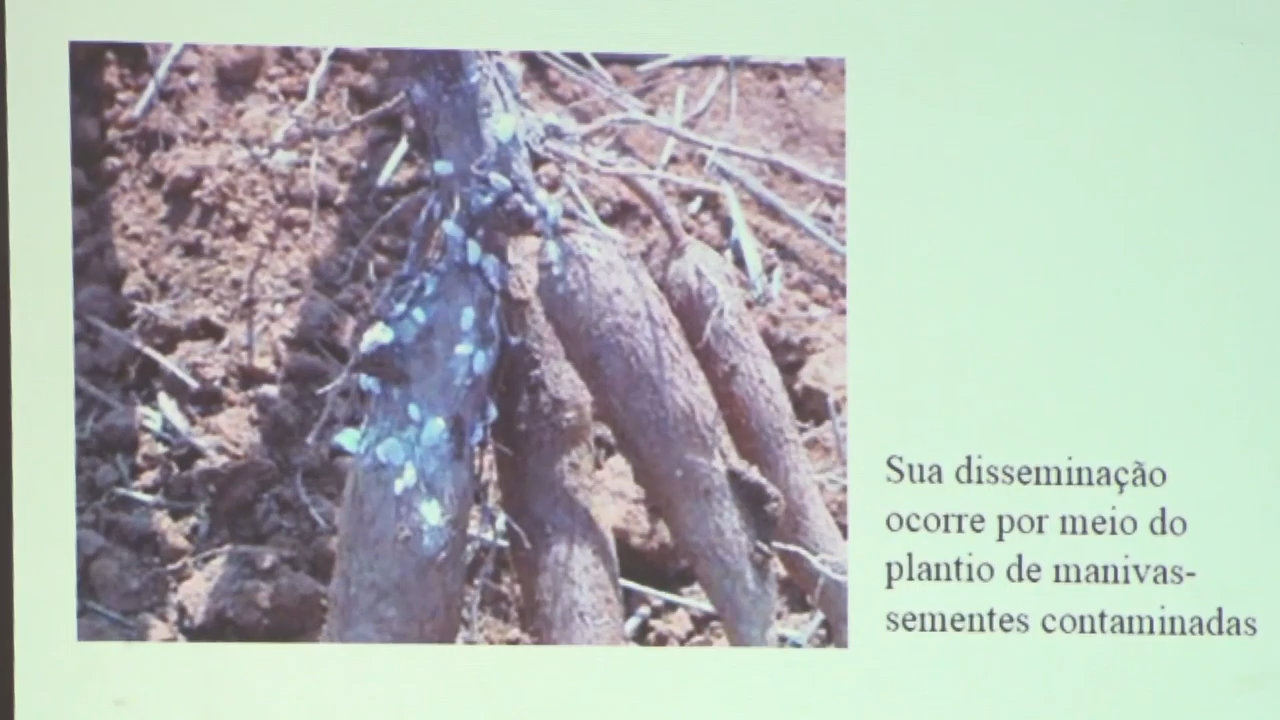 Sua disseminação
ocorre por meio do
plantio de manivas-
sementes contaminadas